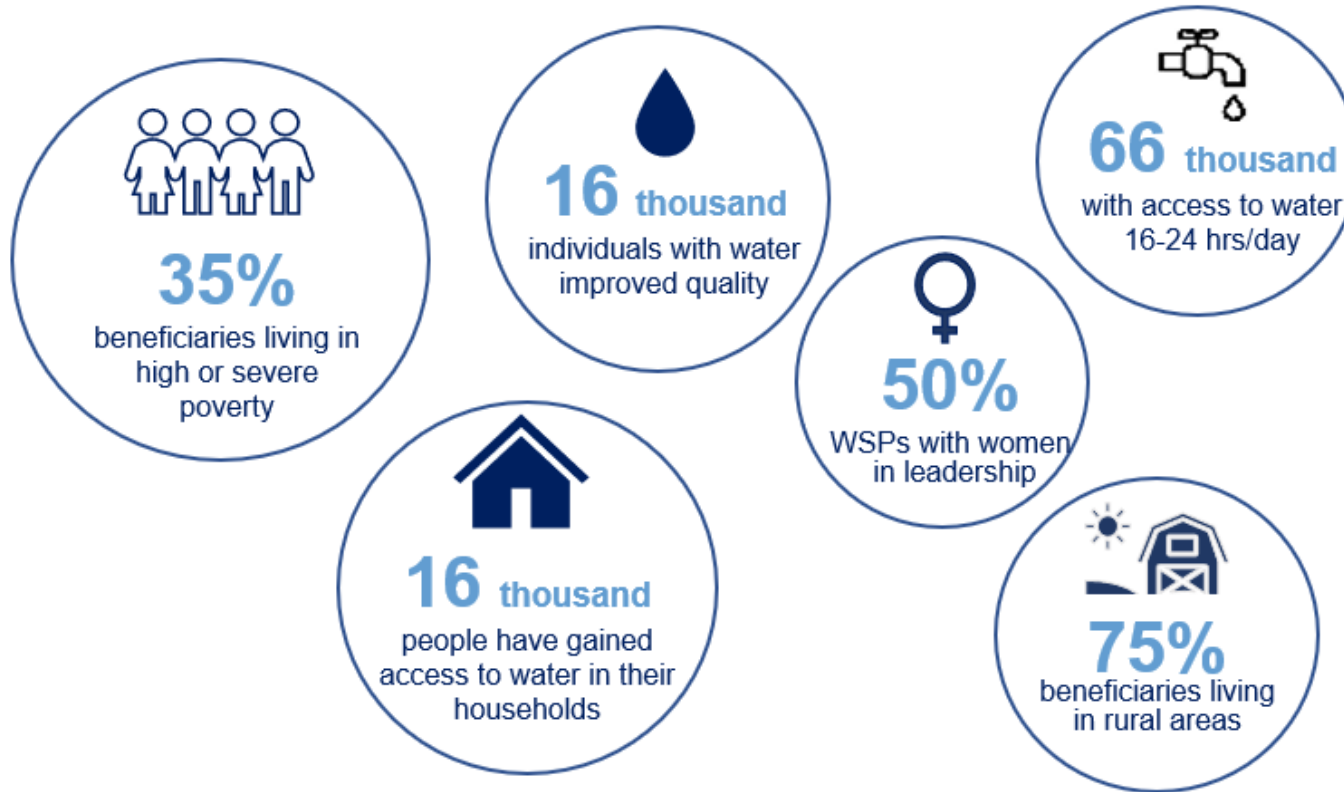 35%
beneficiaries living in
high or severe
poverty
16 thousand
individuals with water
improved quality
66 thousand
with access to water
16-24 hrs/day
50%
WSPs with women
in leadership
16 thousand
people have gained
access to water in their
households
75%
beneficiaries living
in rural areas